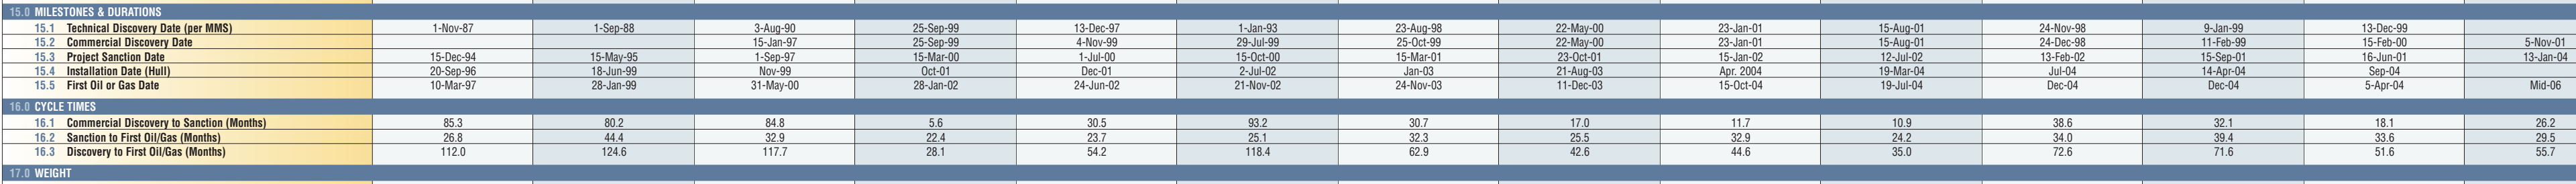 15.0 MILESTONES & DURATIONS
15.1 Technical Discovery Date (per MMS) 1-Nov-87 1-Sep-88 3-Aug-90 25-Sep-99 13-Dec-97 1-Jan-93 23-Aug-98 22-May-00 23-Jan-01 15-Aug-01 24-Nov-98 9-Jan-99 13-Dec-99
15.2 Commercial Discovery Date 15-Jan-97 25-Sep-99 4-Nov-99 29-Jul-99 25-Oct-99 22-May-00 23-Jan-01 15-Aug-01 24-Dec-98 11-Feb-99 15-Feb-00 5-Nov-01
15.3 Project Sanction Date 15-Dec-94 15-May-95 1-Sep-97 15-Mar-00 1-Jul-00 15-Oct-00 15-Mar-01 23-Oct-01 15-Jan-02 12-Jul-02 13-Feb-02 15-Sep-01 16-Jun-01 13-Jan-04
15.4 Installation Date (Hull) 20-Sep-96 18-Jun-99 Nov-99 Oct-01 Dec-01 2-Jul-02 Jan-03 21-Aug-03 Apr. 2004 19-Mar-04 Jul-04 14-Apr-04 Sep-04
15.5 First Oil or Gas Date 10-Mar-97 28-Jan-99 31-May-00 28-Jan-02 24-Jun-02 21-Nov-02 24-Nov-03 11-Dec-03 15-Oct-04 19-Jul-04 Dec-04 Dec-04 5-Apr-04 Mid-06
16.0 CYCLE TIMES
16.1 Commercial Discovery to Sanction (Months) 85.3 80.2 84.8 5.6 30.5 93.2 30.7 17.0 11.7 10.9 38.6 32.1 18.1 26.2
16.2 Sanction to First Oil/Gas (Months) 26.8 44.4 32.9 22.4 23.7 25.1 32.3 25.5 32.9 24.2 34.0 39.4 33.6 29.5
16.3 Discovery to First Oil/Gas (Months) 112.0 124.6 117.7 28.1 54.2 118.4 62.9 42.6 44.6 35.0 72.6 71.6 51.6 55.7
17.0 WEIGHT